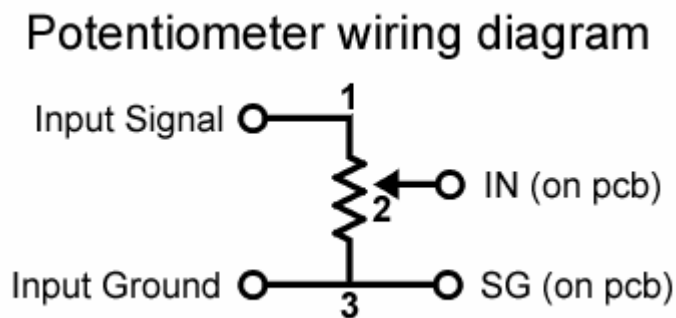 Potentiometer wiring diagram
1
Input Signal
IN (on pcb)
2
Input Ground
SG (on pcb)
3